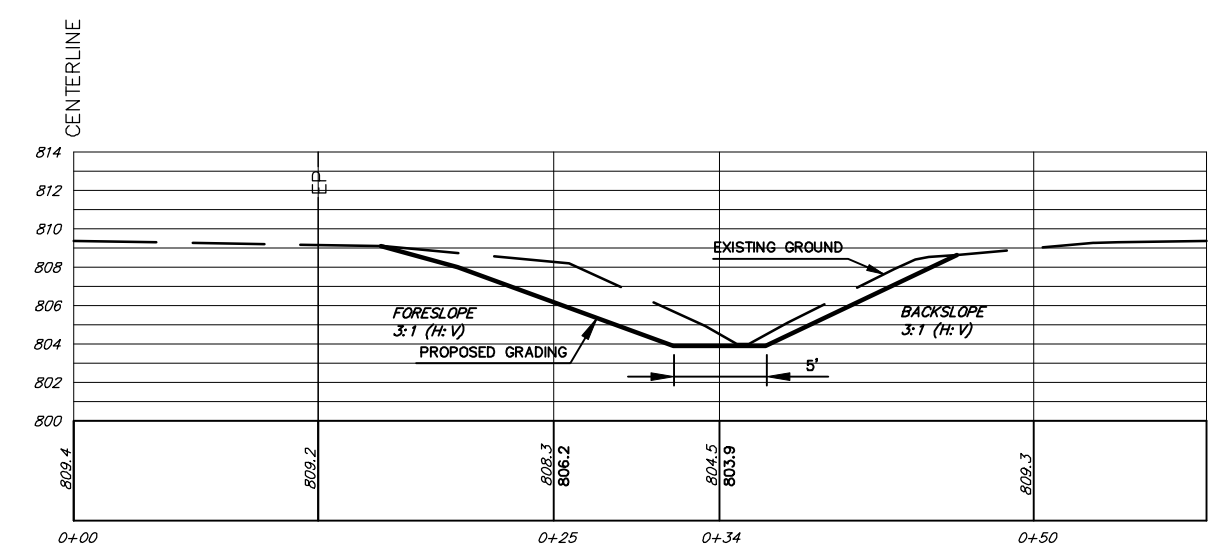 CENTERLINE
814
812
EP
810
808
806
804
802
800
EXISTING GROUND
FORESLOPE
3:1 (H:V)
BACKSLOPE
3:1 (H:V)
PROPOSED GRADING
5'
809.4
809.2
808.3
806.2
804.5
803.9
809.3
0+00
0+25
0+34
0+50